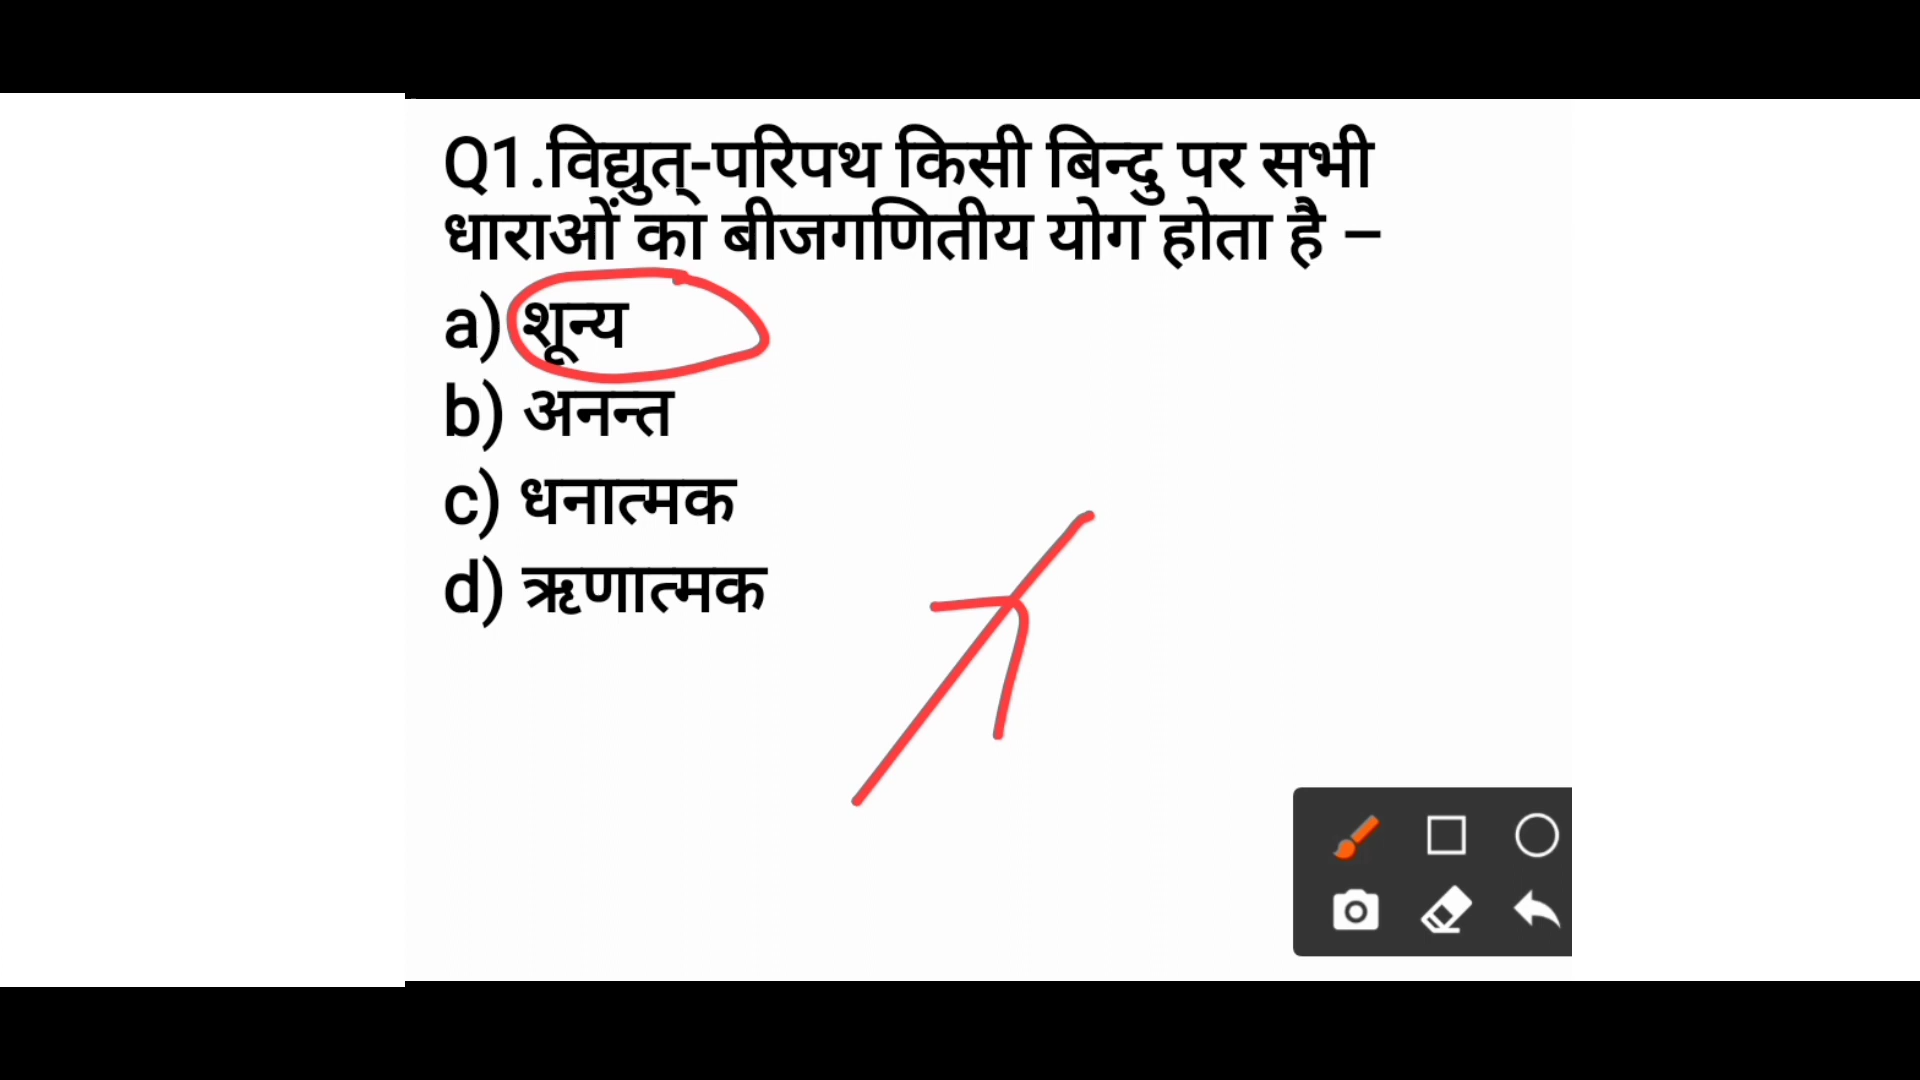 Q1.विद्युत्-परिपथ किसी बिन्दु पर सभी
धाराओं का बीजगणितीय योग होता है –
a) शून्य
b) अनन्त
c) धनात्मक
d) ऋणात्मक